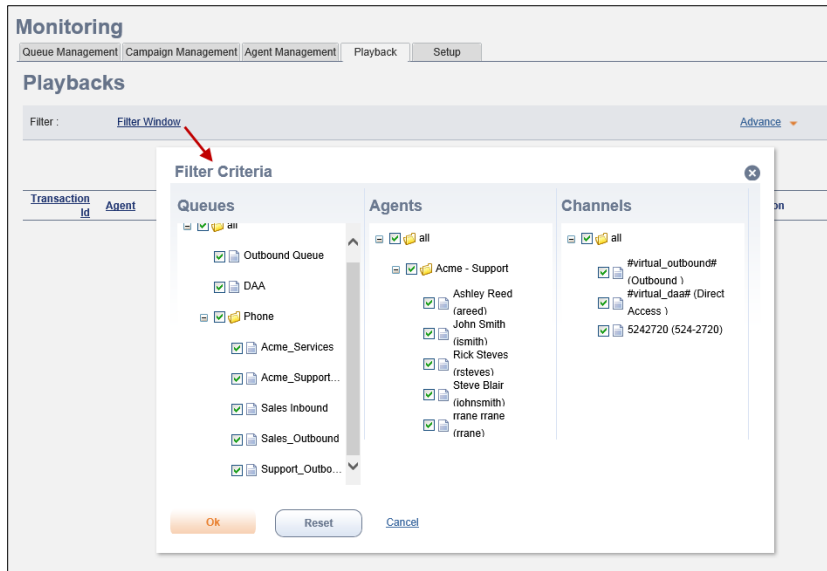 Monitoring
Queue Management Campaign Management Agent Management Playback Setup
Playbacks
Filter : Filter Window Advance
Filter Criteria
Transaction Id Agent on
Queues
all
Outbound Queue
DAA
Phone
Acme_Services
Acme_Support...
Sales Inbound
Sales_Outbound
Support_Outbo...
Agents
all
Acme - Support
Ashley Reed
(areed)
John Smith
(jsmith)
Rick Steves
(rsteves)
Steve Blair
(johnsmith)
rrane rrane
(rrane)
Channels
all
#virtual_outbound#
(Outbound )
#virtual_daa# (Direct
Access )
5242720 (524-2720)
Ok Reset Cancel